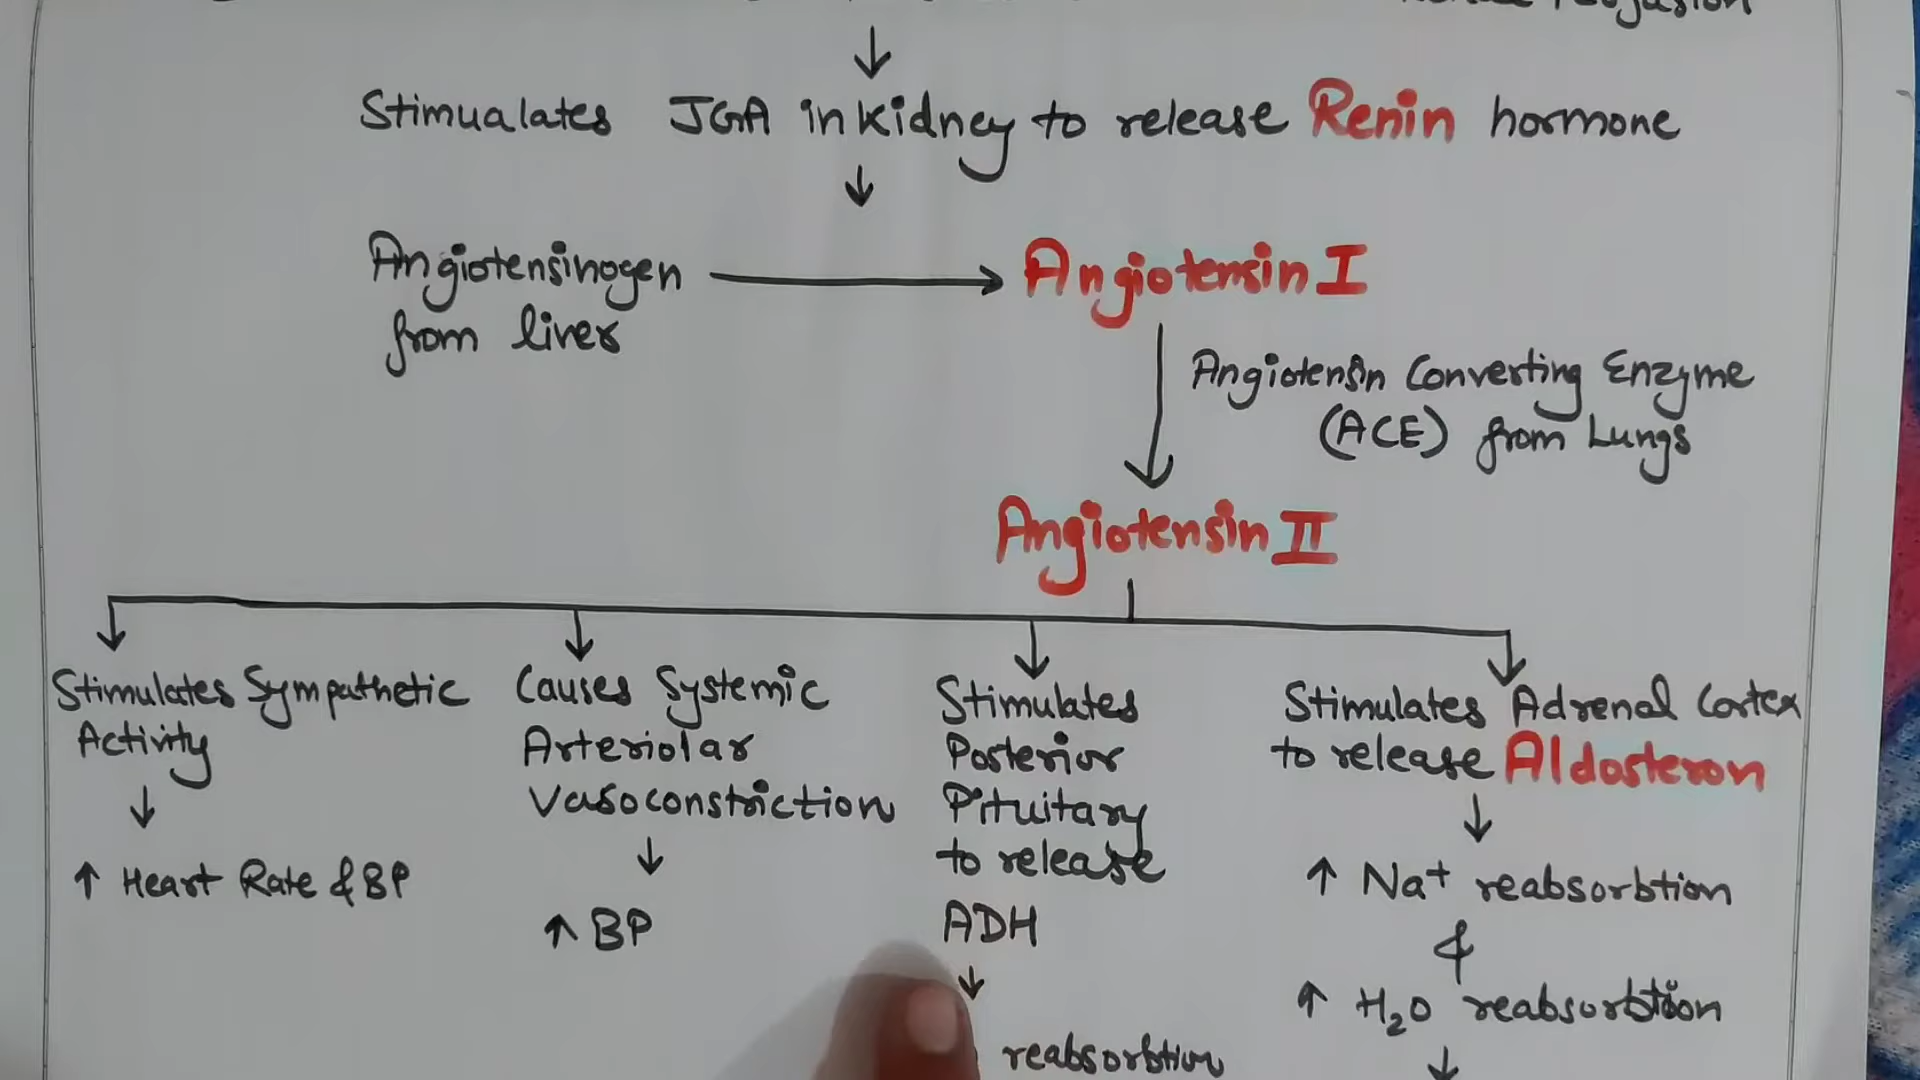 Stimualates JGA in kidney to release Renin hormone
Angiotensinogen
from liver
Angiotensin I
Angiotensin Converting Enzyme
(ACE) from Lungs
Angiotensin II
Stimulates Sympathetic
Activity
↑ Heart Rate & BP
Causes Systemic
Arteriolar
Vasoconstriction
↑ BP
Stimulates
Posterior
Pituitary
to release
ADH
reabsorbtion
Stimulates Adrenal Cortex
to release Aldosteron
↑ Na+ reabsorbtion
&
↑ H2O reabsorbtion